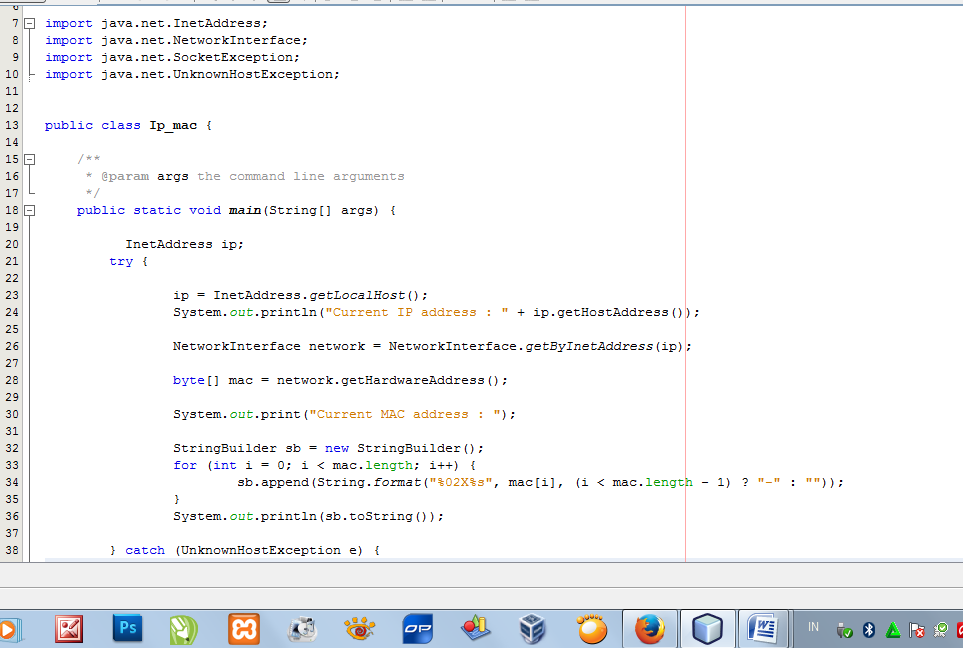 7 import java.net.InetAddress;
8 import java.net.NetworkInterface;
9 import java.net.SocketException;
10 import java.net.UnknownHostException;
11
12
13 public class Ip_mac {
14
15 /**
16 * @param args the command line arguments
17 */
18 public static void main(String[] args) {
19
20 InetAddress ip;
21 try {
22
23 ip = InetAddress.getLocalHost();
24 System.out.println("Current IP address : " + ip.getHostAddress());
25
26 NetworkInterface network = NetworkInterface.getByInetAddress(ip);
27
28 byte[] mac = network.getHardwareAddress();
29
30 System.out.print("Current MAC address : ");
31
32 StringBuilder sb = new StringBuilder();
33 for (int i = 0; i < mac.length; i++) {
34 sb.append(String.format("%02X%s", mac[i], (i < mac.length - 1) ? "-" : ""));
35 }
36 System.out.println(sb.toString());
37
38 } catch (UnknownHostException e) {
Ps
OP
W
IN